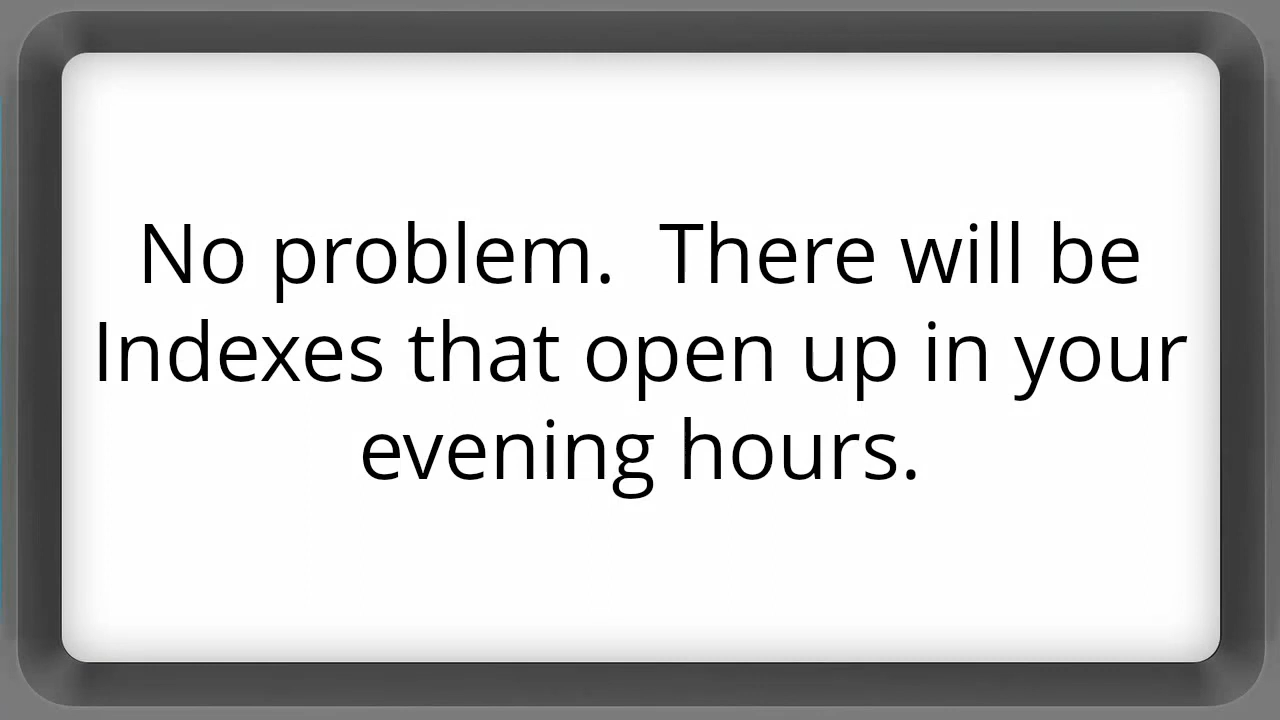 No problem.  There will be
Indexes that open up in your
evening hours.